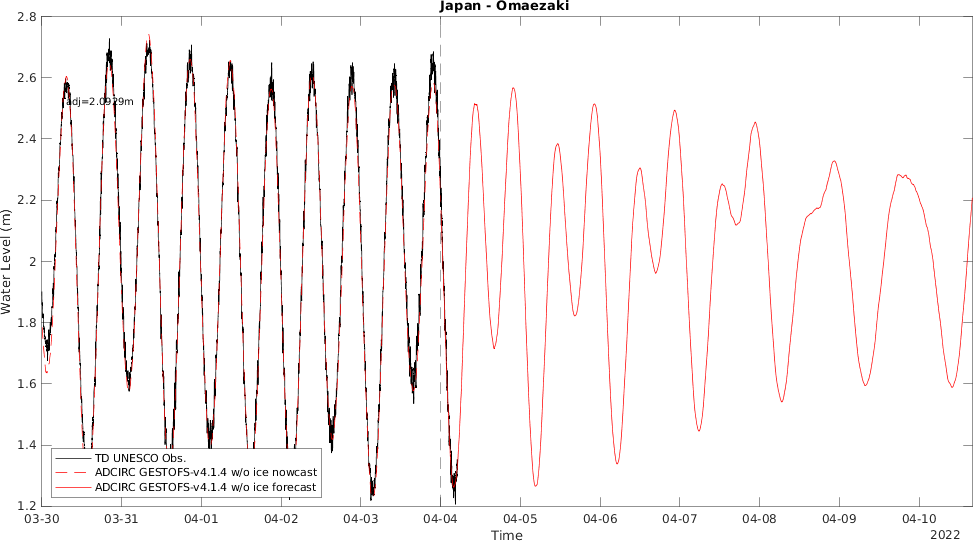 Japan - Omaezaki
2.8
2.6
2.4
2.2
2
1.8
1.6
1.4
1.2
Water Level (m)
adj=2.0929m
TD UNESCO Obs.
ADCIRC GESTOFS-v4.1.4 w/o ice nowcast
ADCIRC GESTOFS-v4.1.4 w/o ice forecast
03-30 03-31 04-01 04-02 04-03 04-04 04-05 04-06 04-07 04-08 04-09 04-10
Time
2022